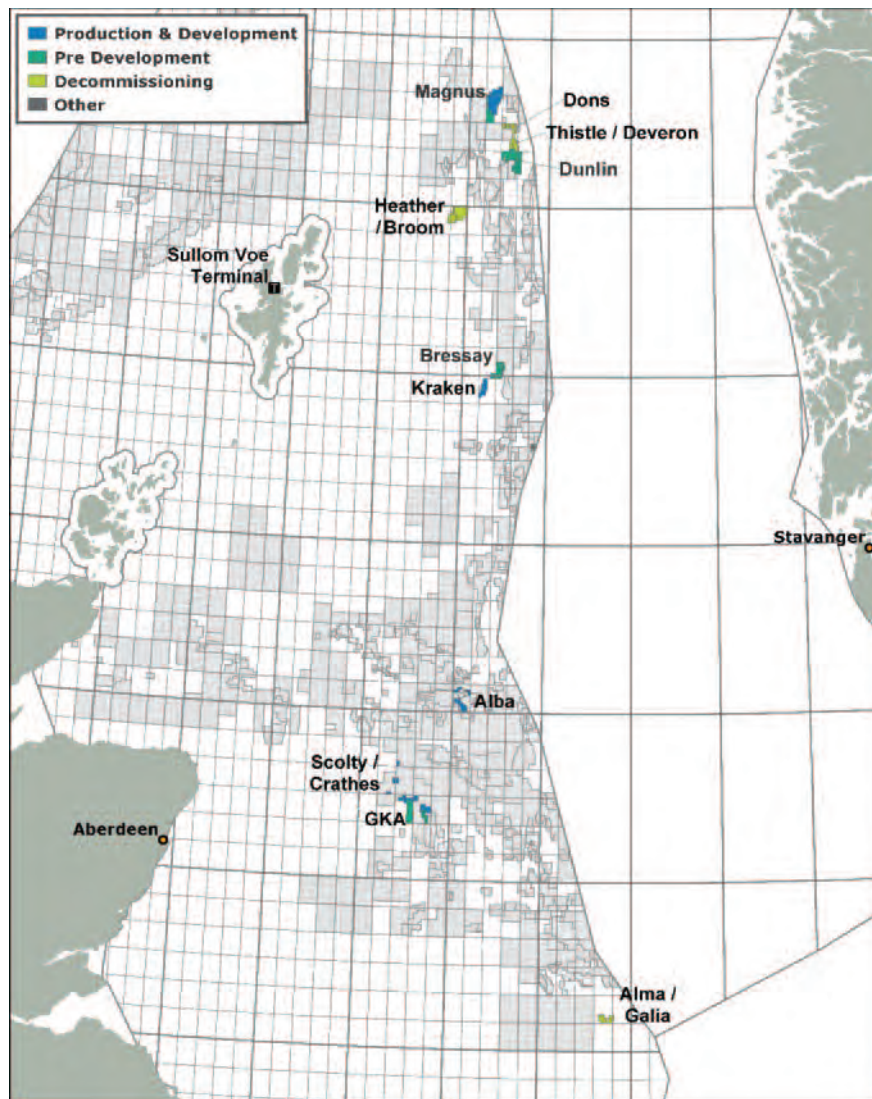 Production & Development
Pre Development
Decommissioning
Other
Magnus
Dons
Thistle / Deveron
Dunlin
Heather
/Broom
Sullom Voe
Terminal
T
Bressay
Kraken
Stavanger
Alba
Scolty /
Crathes
GKA
Aberdeen
Alma /
Galia